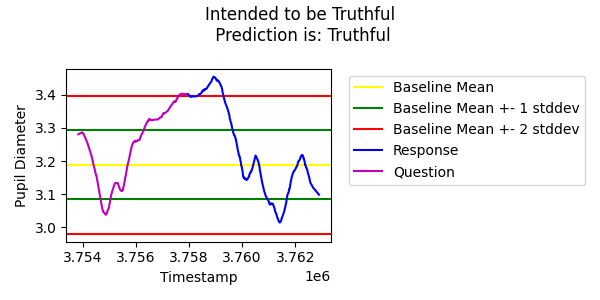 Intended to be Truthful
Prediction is: Truthful
Pupil Diameter
3.4
3.3
3.2
3.1
3.0
3.754
3.756
3.758
3.760
3.762
1e6
Timestamp
Baseline Mean
Baseline Mean +- 1 stddev
Baseline Mean +- 2 stddev
Response
Question